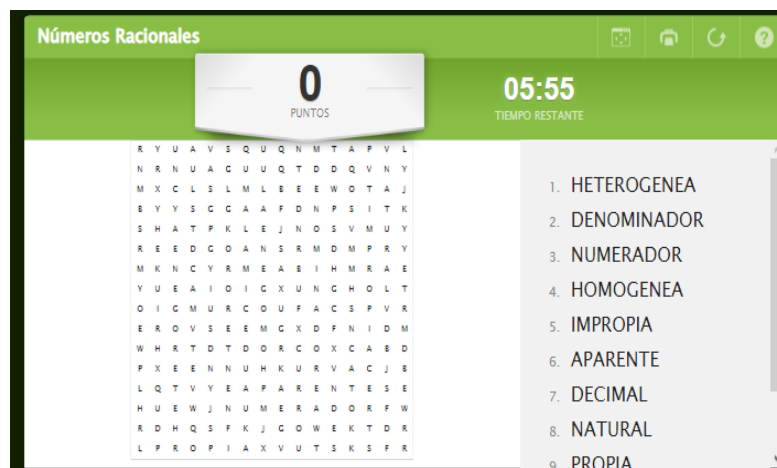 Números Racionales
0
PUNTOS
05:55
TIEMPO RESTANTE
R Y U A V S Q U Q N M T A P V L
N R N U A G U U Q T D D Q V N Y
M X C L S L M L B E E W O T A J
B Y Y S G G A A F D N P S I T K
S H A T P K L E J N O S V M U Y
R E E D G O A N S R M D M P R Y
M K N C Y R M E A B I H M R A E
Y U E A I O I G X U N G H O L T
O I G M U R C O U F A C S P V R
E R O V S E E M G X D F N I D M
W H R T D T D O R C O X C A B D
P X E E N N U H K U R V A C J B
L Q T V Y E A P A R E N T E S E
H U E W J N U M E R A D O R F W
R D H Q S F K J G O W E K T D R
L P R O P I A X V U T S K S F R
1. HETEROGENEA
2. DENOMINADOR
3. NUMERADOR
4. HOMOGENEA
5. IMPROPIA
6. APARENTE
7. DECIMAL
8. NATURAL
9. PROPIA